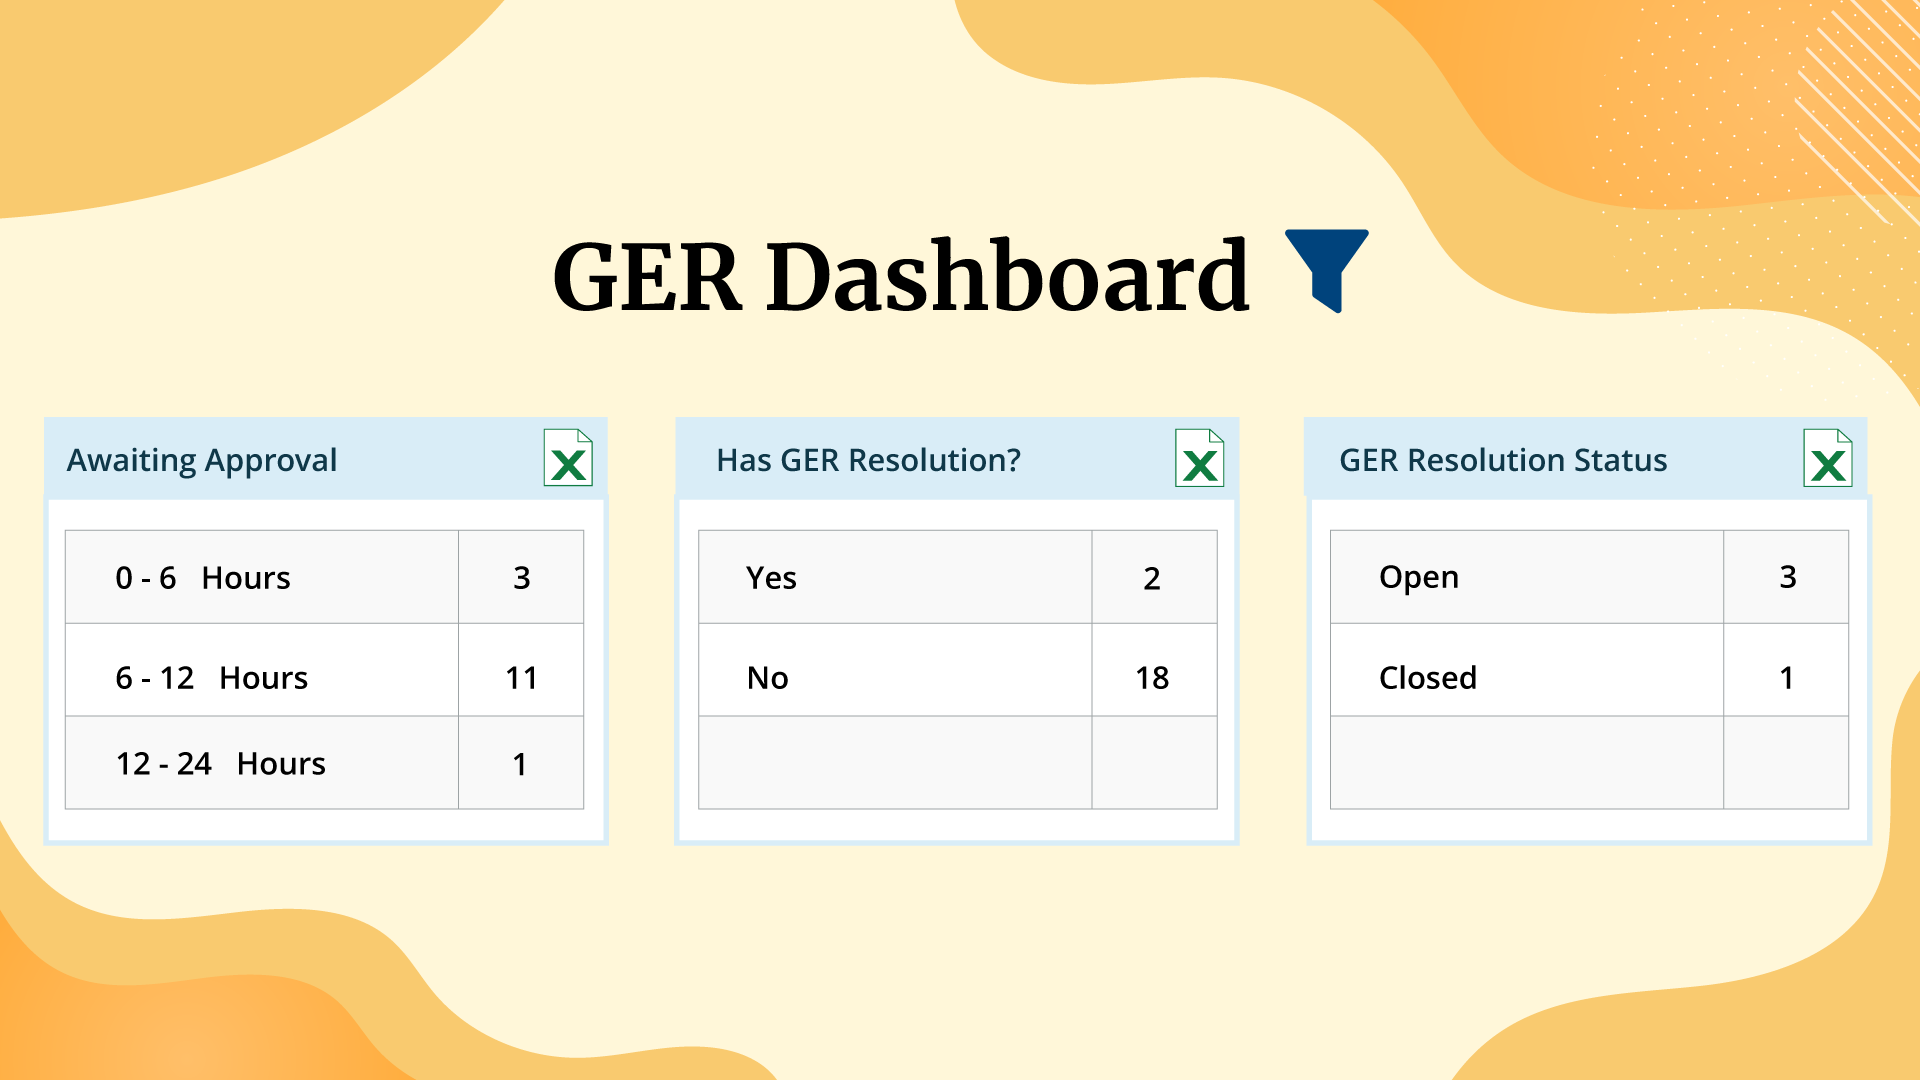 GER Dashboard
Awaiting Approval
0 - 6 Hours 3
6 - 12 Hours 11
12 - 24 Hours 1
Has GER Resolution?
Yes 2
No 18
GER Resolution Status
Open 3
Closed 1